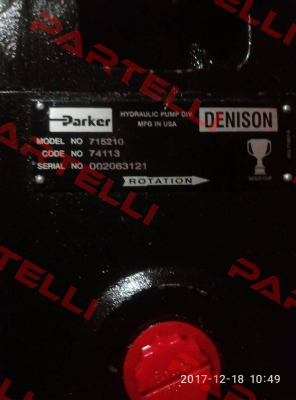 PARTELLI
Parker
HYDRAULIC PUMP DIV.
MFG IN USA
DENISON
MODEL NO 715210
CODE NO 74113
SERIAL NO 002063121
GOLD CUP
ROTATION
PARTELLI
PARTELLI
2017-12-18 10:49